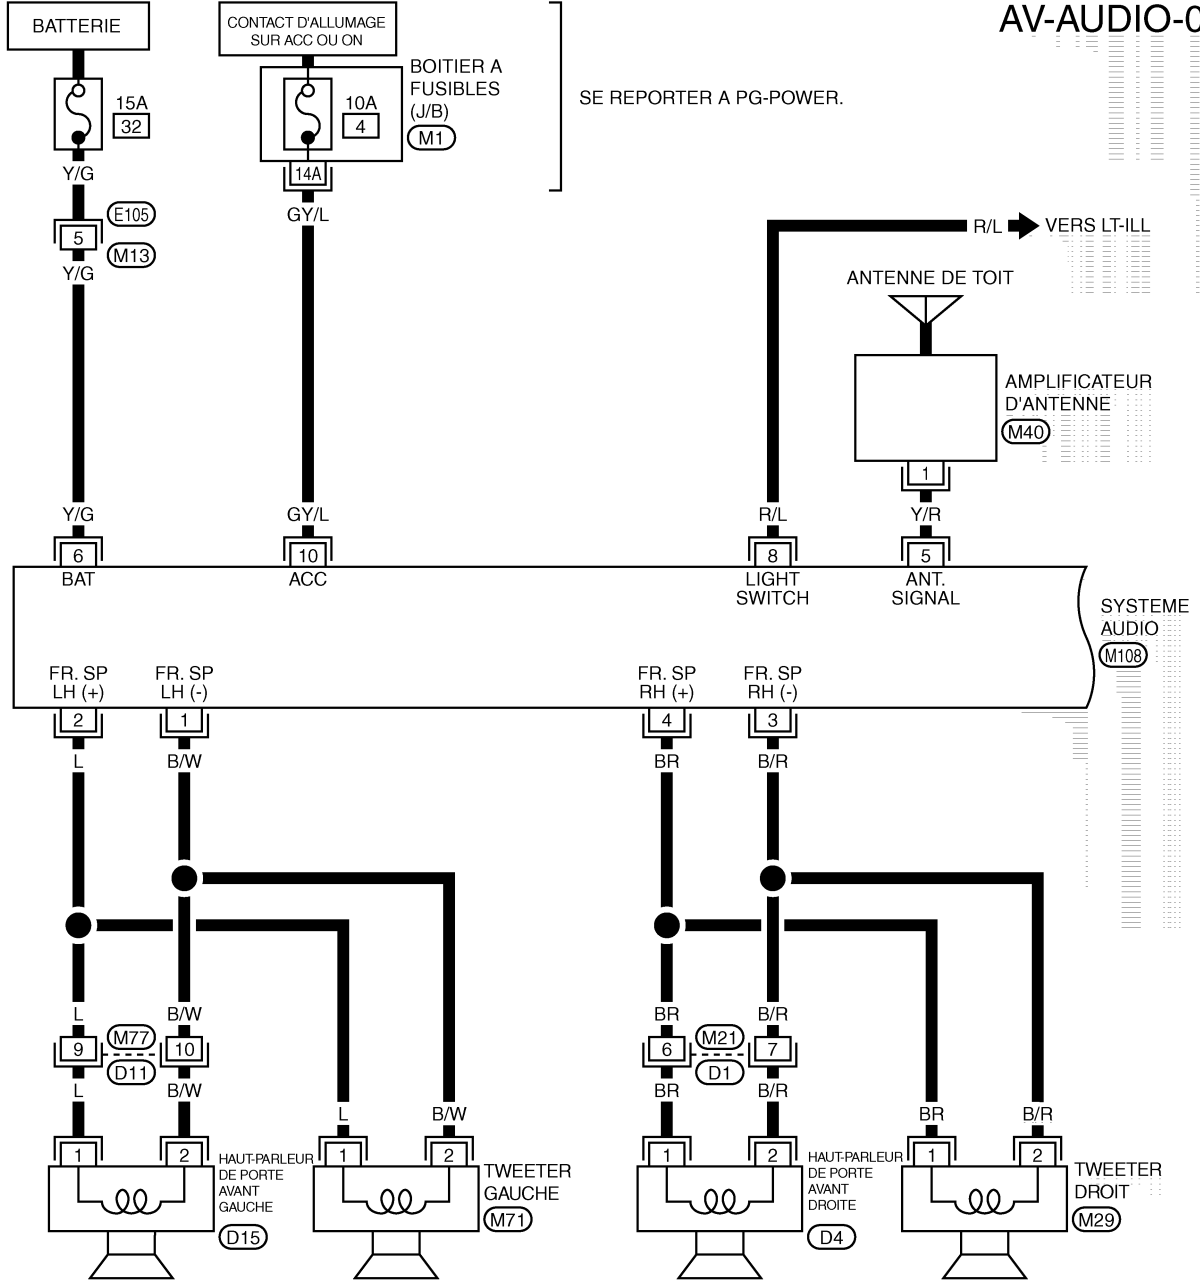 AV-AUDIO-0
BATTERIE
CONTACT D'ALLUMAGE
SUR ACC OU ON
15A
32
10A
4
BOITIER A
FUSIBLES
(J/B)
M1
SE REPORTER A PG-POWER.
14A
Y/G
GY/L
E105
5
M13
Y/G
R/L
VERS LT-ILL
ANTENNE DE TOIT
AMPLIFICATEUR
D'ANTENNE
M40
1
Y/G
GY/L
R/L
Y/R
6
10
8
5
BAT
ACC
LIGHT
SWITCH
ANT.
SIGNAL
SYSTEME
AUDIO
M108
FR. SP
LH (+)
FR. SP
LH (-)
FR. SP
RH (+)
FR. SP
RH (-)
2
1
4
3
L
B/W
BR
B/R
L
B/W
BR
B/R
9
M77
10
D11
6
M21
7
D1
L
B/W
BR
B/R
L
B/W
BR
B/R
1
2
HAUT-PARLEUR
DE PORTE
AVANT
GAUCHE
D15
1
2
TWEETER
GAUCHE
M71
1
2
HAUT-PARLEUR
DE PORTE
AVANT
DROITE
D4
1
2
TWEETER
DROIT
M29